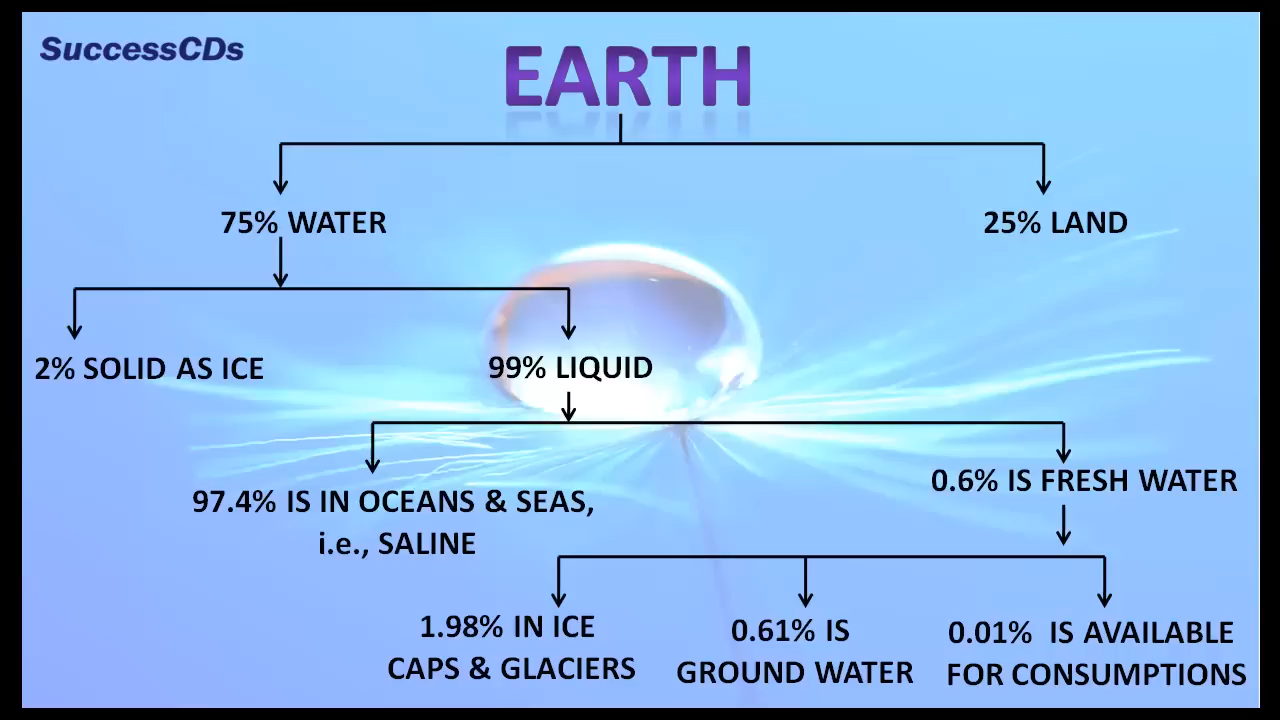 SuccessCDs
EARTH
75% WATER
25% LAND
2% SOLID AS ICE
99% LIQUID
97.4% IS IN OCEANS & SEAS,
i.e., SALINE
0.6% IS FRESH WATER
1.98% IN ICE
CAPS & GLACIERS
0.61% IS
GROUND WATER
0.01% IS AVAILABLE
FOR CONSUMPTIONS